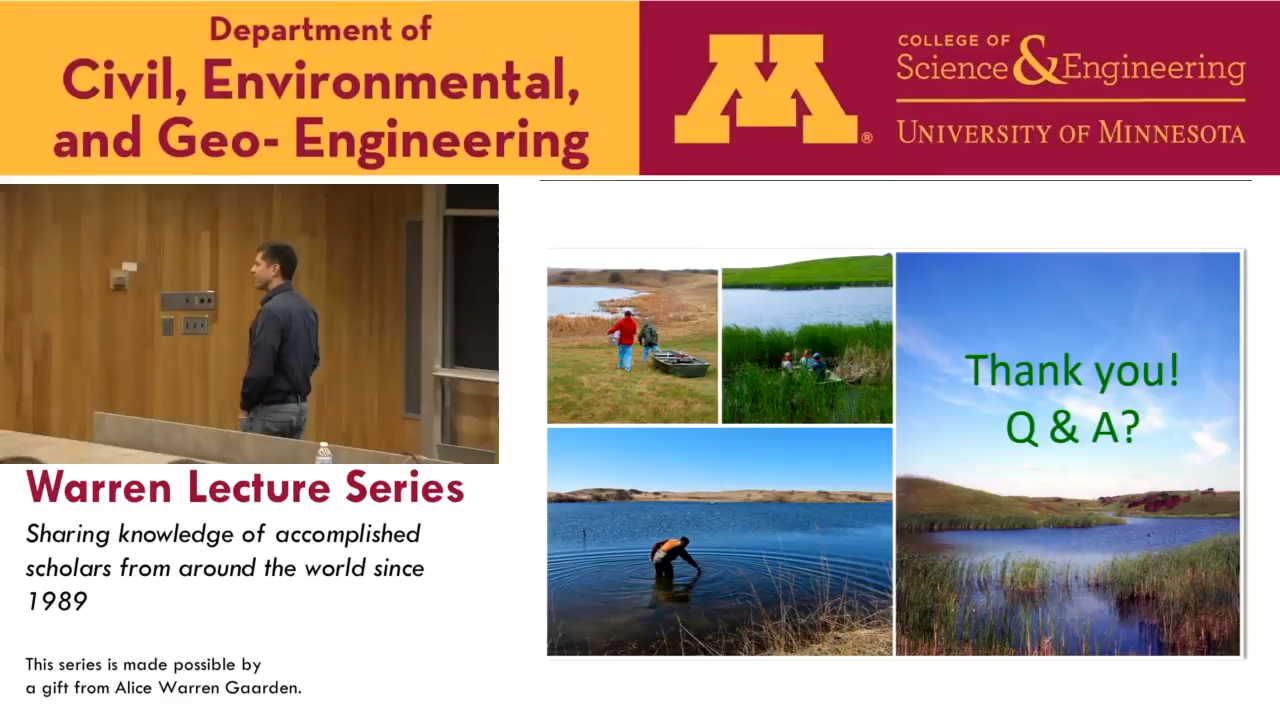 Department of
Civil, Environmental,
and Geo- Engineering
M®
COLLEGE OF
Science & Engineering
UNIVERSITY OF MINNESOTA
Thank you!
Q & A?
Warren Lecture Series
Sharing knowledge of accomplished
scholars from around the world since
1989
This series is made possible by
a gift from Alice Warren Gaarden.